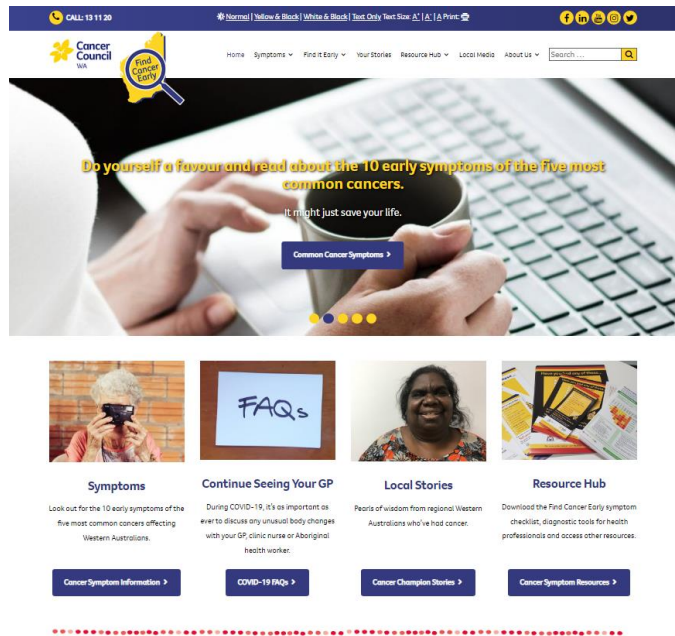 CALL: 13 11 20
Normal | Yellow & Black | White & Black | Text Only Text Size: A+ | A- | A Print:
Cancer
Council
WA
Find
Cancer
Early
Home Symptoms Find it Early Your Stories Resource Hub Local Media About Us Search ...
Do yourself a favour and read about the 10 early symptoms of the five most
common cancers.
It might just save your life.
Common Cancer Symptoms >
FAQs
Symptoms
Look out for the 10 early symptoms of the
five most common cancers affecting
Western Australians.
Cancer Symptom Information >
Continue Seeing Your GP
During COVID-19, it's as important as
ever to discuss any unusual body changes
with your GP, clinic nurse or Aboriginal
health worker.
COVID-19 FAQs >
Local Stories
Pearls of wisdom from regional Western
Australians who've had cancer.
Cancer Champion Stories >
Resource Hub
Download the Find Cancer Early symptom
checklist, diagnostic tools for health
professionals and access other resources.
Cancer Symptom Resources >